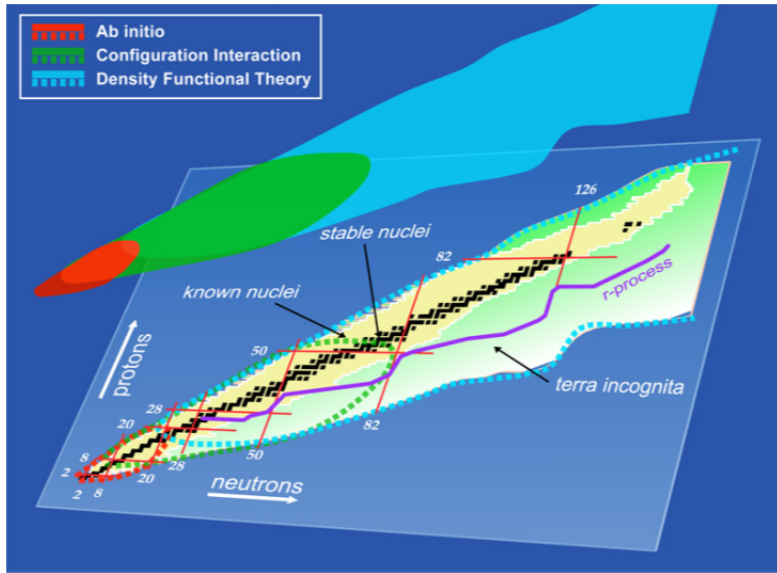 Ab initio
Configuration Interaction
Density Functional Theory
126
stable nuclei
82
known nuclei
r-process
protons
50
terra incognita
28
82
20
50
8
28
20
2
8
2
neutrons